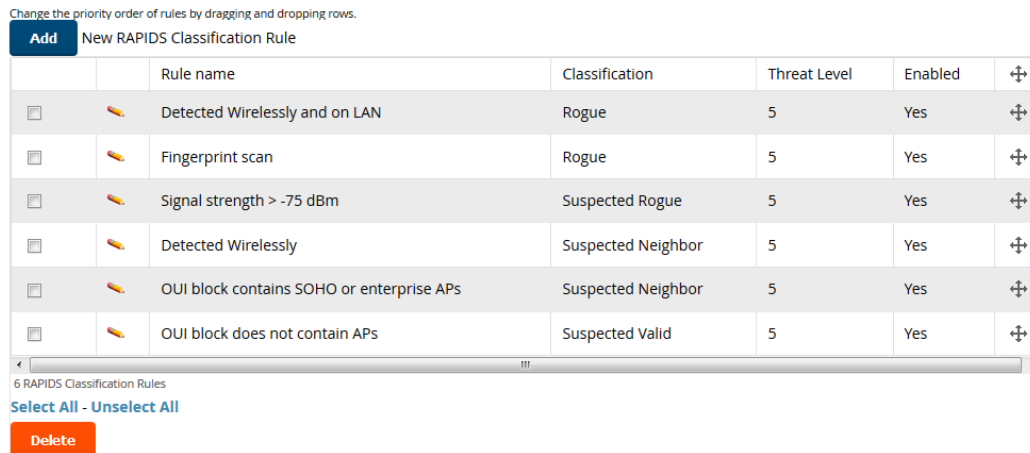 Change the priority order of rules by dragging and dropping rows.
Add New RAPIDS Classification Rule
Rule name Classification Threat Level Enabled
Detected Wirelessly and on LAN Rogue 5 Yes
Fingerprint scan Rogue 5 Yes
Signal strength > -75 dBm Suspected Rogue 5 Yes
Detected Wirelessly Suspected Neighbor 5 Yes
OUI block contains SOHO or enterprise APs Suspected Neighbor 5 Yes
OUI block does not contain APs Suspected Valid 5 Yes
6 RAPIDS Classification Rules
Select All - Unselect All
Delete